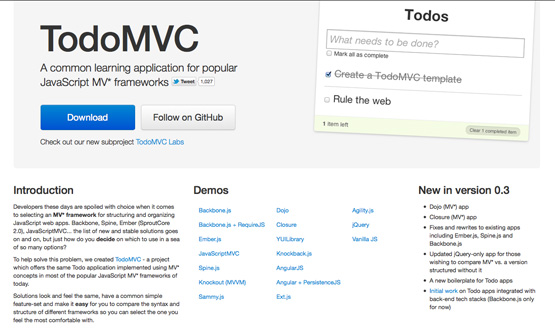 TodoMVC
A common learning application for popular
JavaScript MV* frameworks Tweet 1,027
Download Follow on GitHub
Check out our new subproject TodoMVC Labs
Todos
What needs to be done?
Mark all as complete
Create a TodoMVC template
Rule the web
1 item left Clear 1 completed item
Introduction
Developers these days are spoiled with choice when it comes
to selecting an MV* framework for structuring and organizing
JavaScript web apps. Backbone, Spine, Ember (SproutCore
2.0), JavaScriptMVC... the list of new and stable solutions goes
on and on, but just how do you decide on which to use in a sea
of so many options?
To help solve this problem, we created TodoMVC - a project
which offers the same Todo application implemented using MV*
concepts in most of the popular JavaScript MV* frameworks of
today.
Solutions look and feel the same, have a common simple
feature-set and make it easy for you to compare the syntax and
structure of different frameworks so you can select the one you
feel the most comfortable with.
Demos
Backbone.js
Backbone.js + RequireJS
Ember.js
JavaScriptMVC
Spine.js
Knockout (MVVM)
Sammy.js
Dojo
Closure
YUILibrary
Knockback.js
AngularJS
Angular + PersistenceJS
Ext.js
Agility.js
jQuery
Vanilla JS
New in version 0.3
Dojo (MV*) app
Closure (MV*) app
Fixes and rewrites to existing apps
including Ember.js, Spine.js and
Backbone.js
Updated jQuery-only app for those
wishing to compare MV* vs. a version
structured without it
A new boilerplate for Todo apps
Initial work on Todo apps integrated
with back-end tech stacks (Backbone.js
only for now)